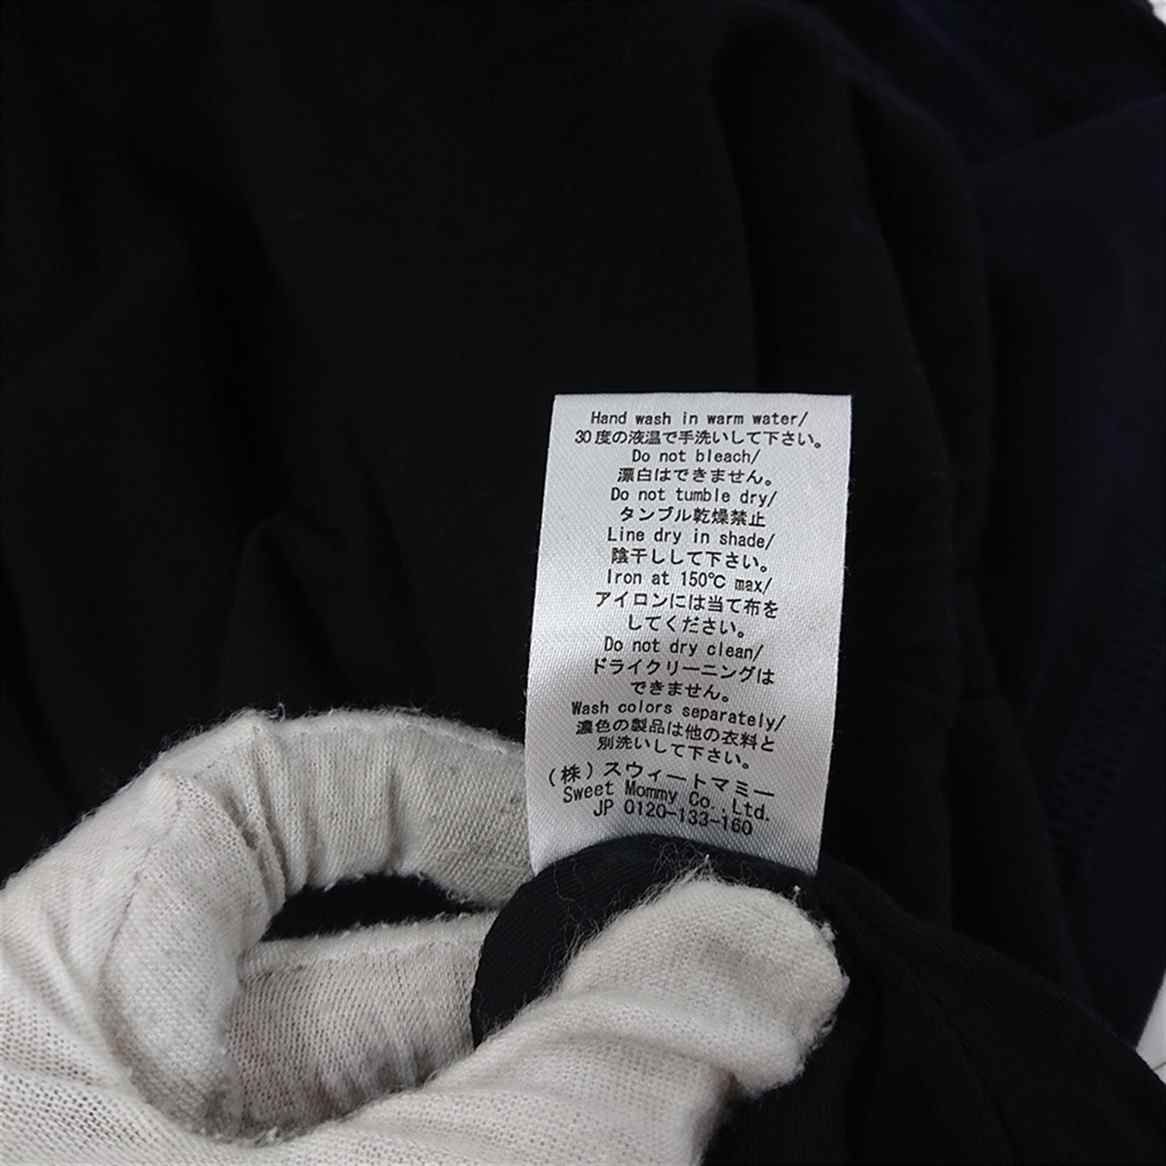 Hand wash in warm water/
30度の液温で手洗いして下さい。
Do not bleach/
漂白はできません。
Do not tumble dry/
タンブル乾燥禁止
Line dry in shade/
陰干しして下さい。
Iron at 150℃ max/
アイロンには当て布を
してください。
Do not dry clean/
ドライクリーニングは
できません。
Wash colors separately/
濃色の製品は他の衣料と
別洗いして下さい。
(株)スウィートマミー
Sweet Mommy Co.,Ltd.
JP 0120-133-160